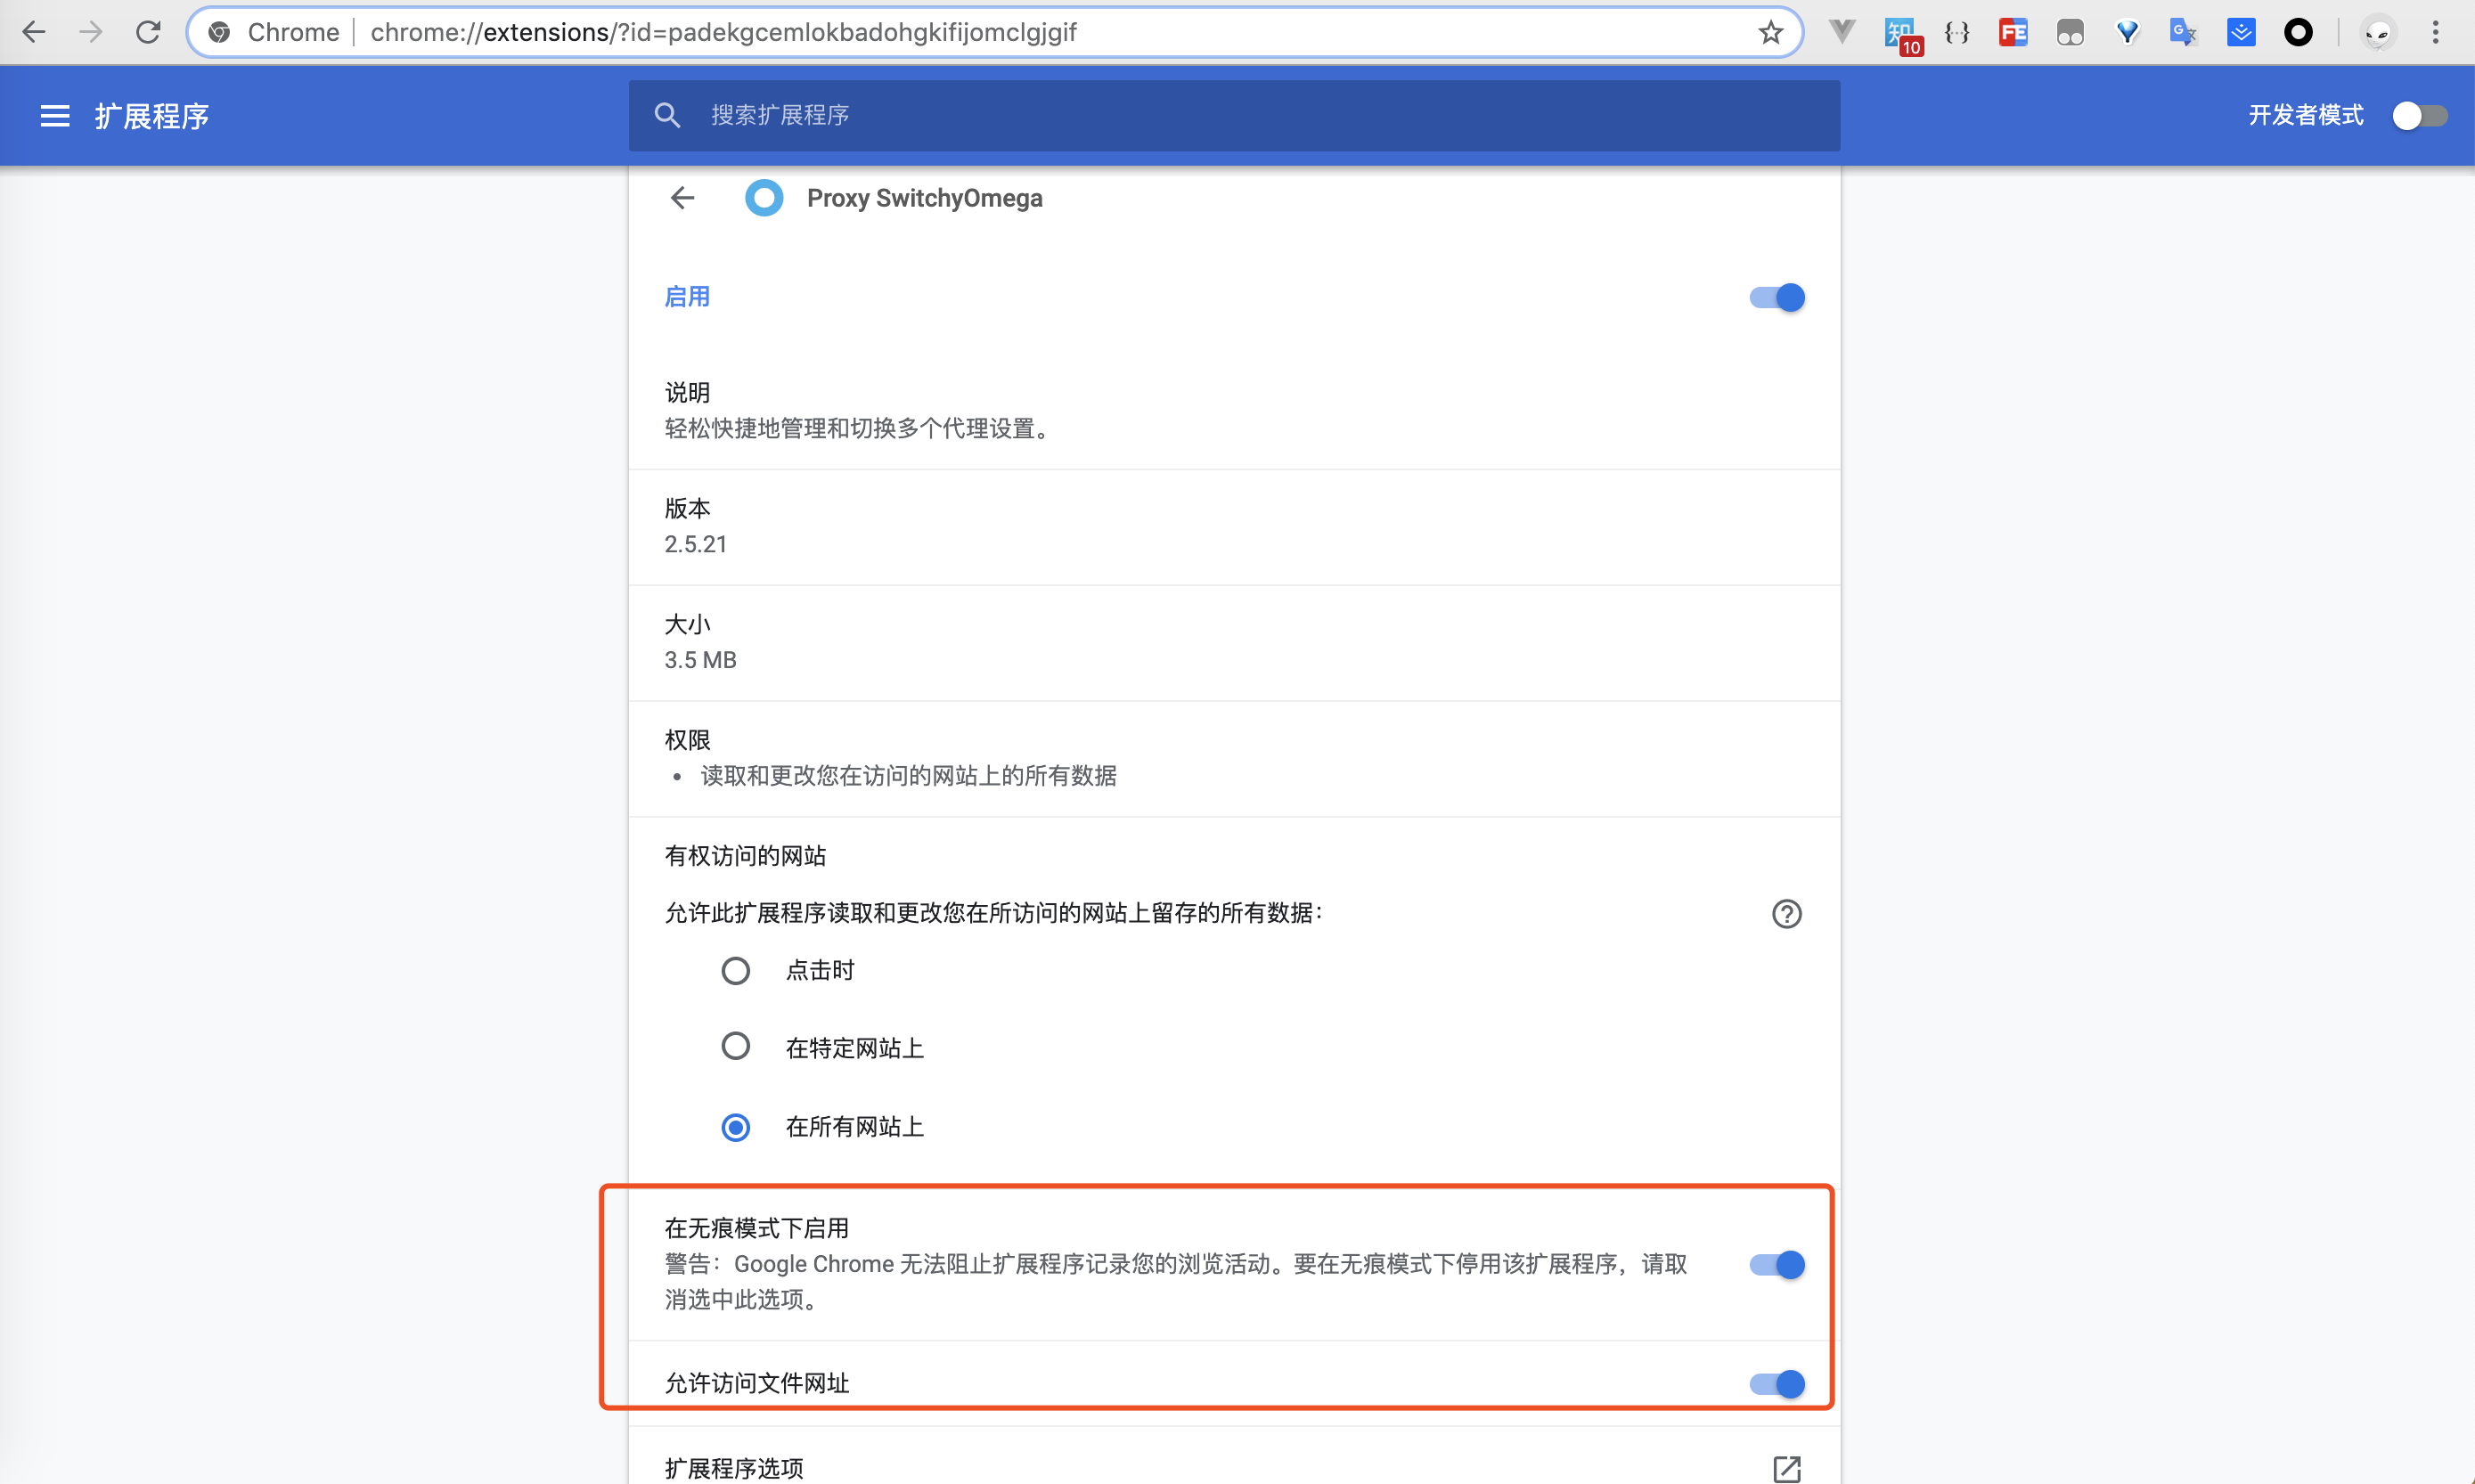 Chrome | chrome://extensions/?id=padekgcemlokbadohgkifijomclgjgif
知 10 {··} FE G 文
扩展程序 搜索扩展程序 开发者模式
Proxy SwitchyOmega
启用
说明
轻松快捷地管理和切换多个代理设置。
版本
2.5.21
大小
3.5 MB
权限
• 读取和更改您在访问的网站上的所有数据
有权访问的网站
允许此扩展程序读取和更改您在所访问的网站上留存的所有数据：
点击时
在特定网站上
在所有网站上
在无痕模式下启用
警告：Google Chrome 无法阻止扩展程序记录您的浏览活动。要在无痕模式下停用该扩展程序，请取
消选中此选项。
允许访问文件网址
扩展程序选项